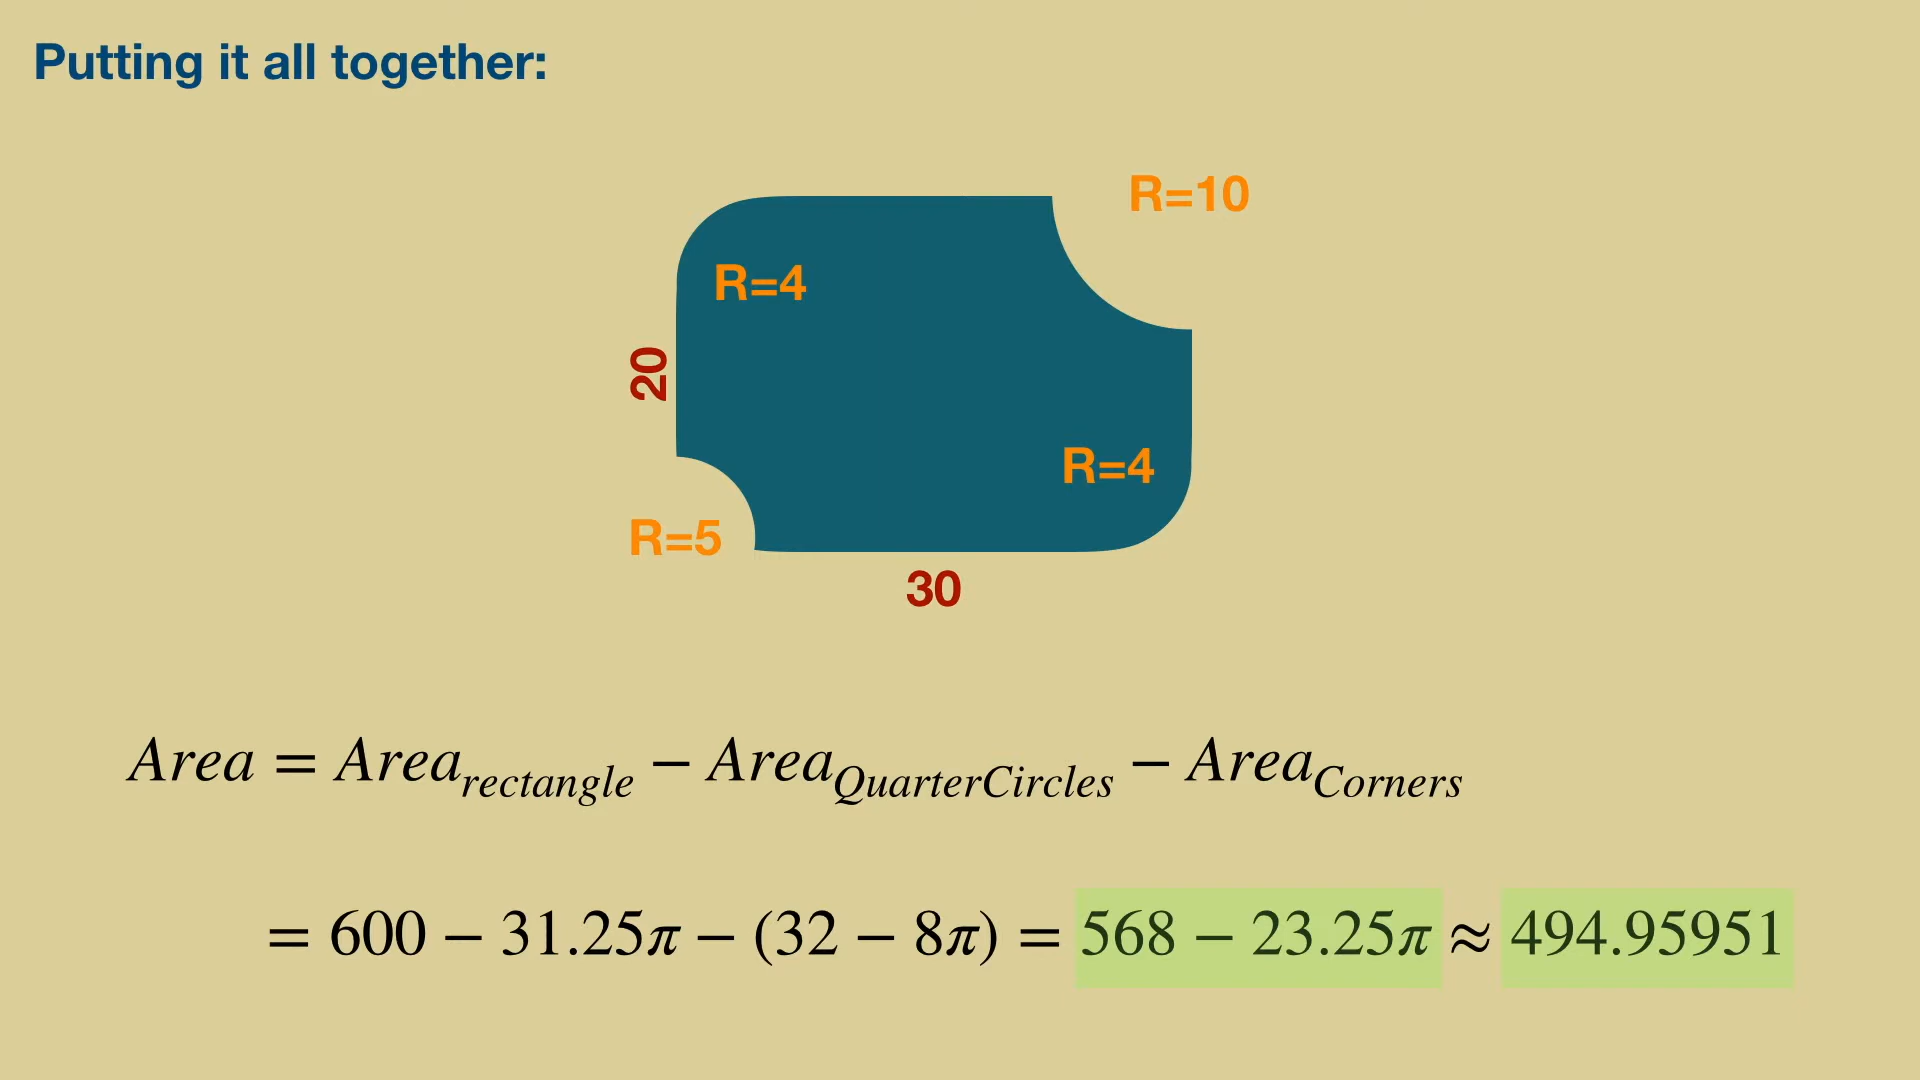 Putting it all together:
R=10
R=4
20
R=4
R=5
30
Area = Area_rectangle − Area_QuarterCircles − Area_Corners
= 600 − 31.25π − (32 − 8π) = 568 − 23.25π ≈ 494.95951